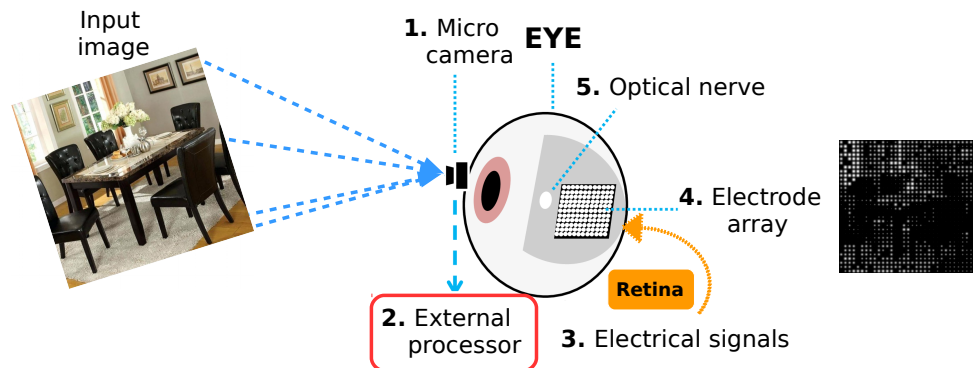 Input
image
1. Micro
camera
EYE
5. Optical nerve
4. Electrode
array
Retina
2. External
processor
3. Electrical signals